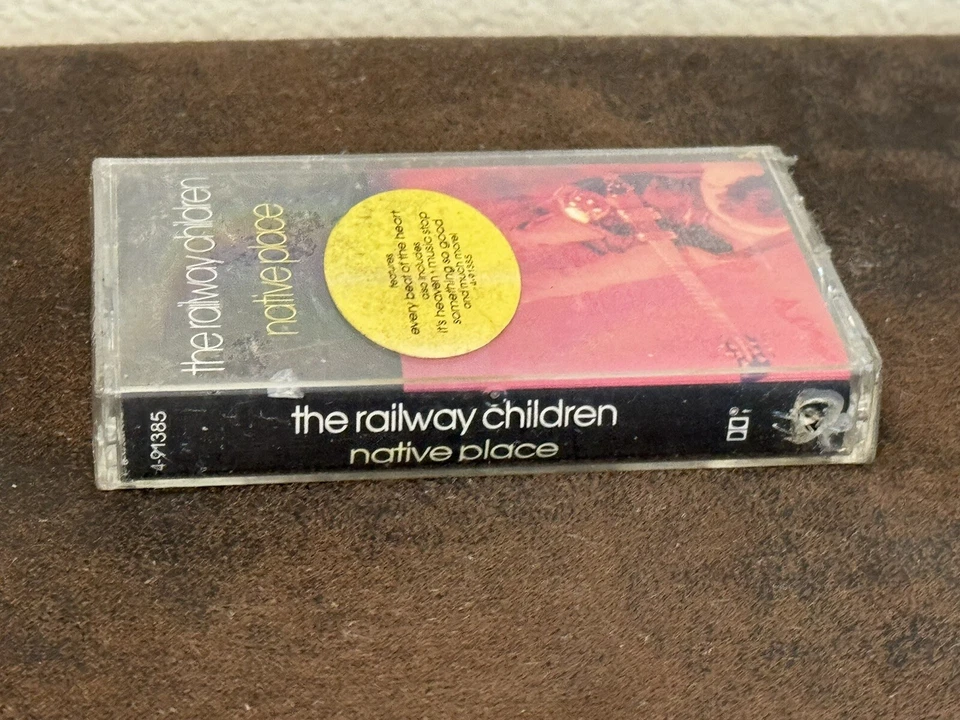 the railway children
native place
features
every beat of the heart
also includes
it's heaven • music stop
something so good
and much more!
the railway children
native place
4-91385